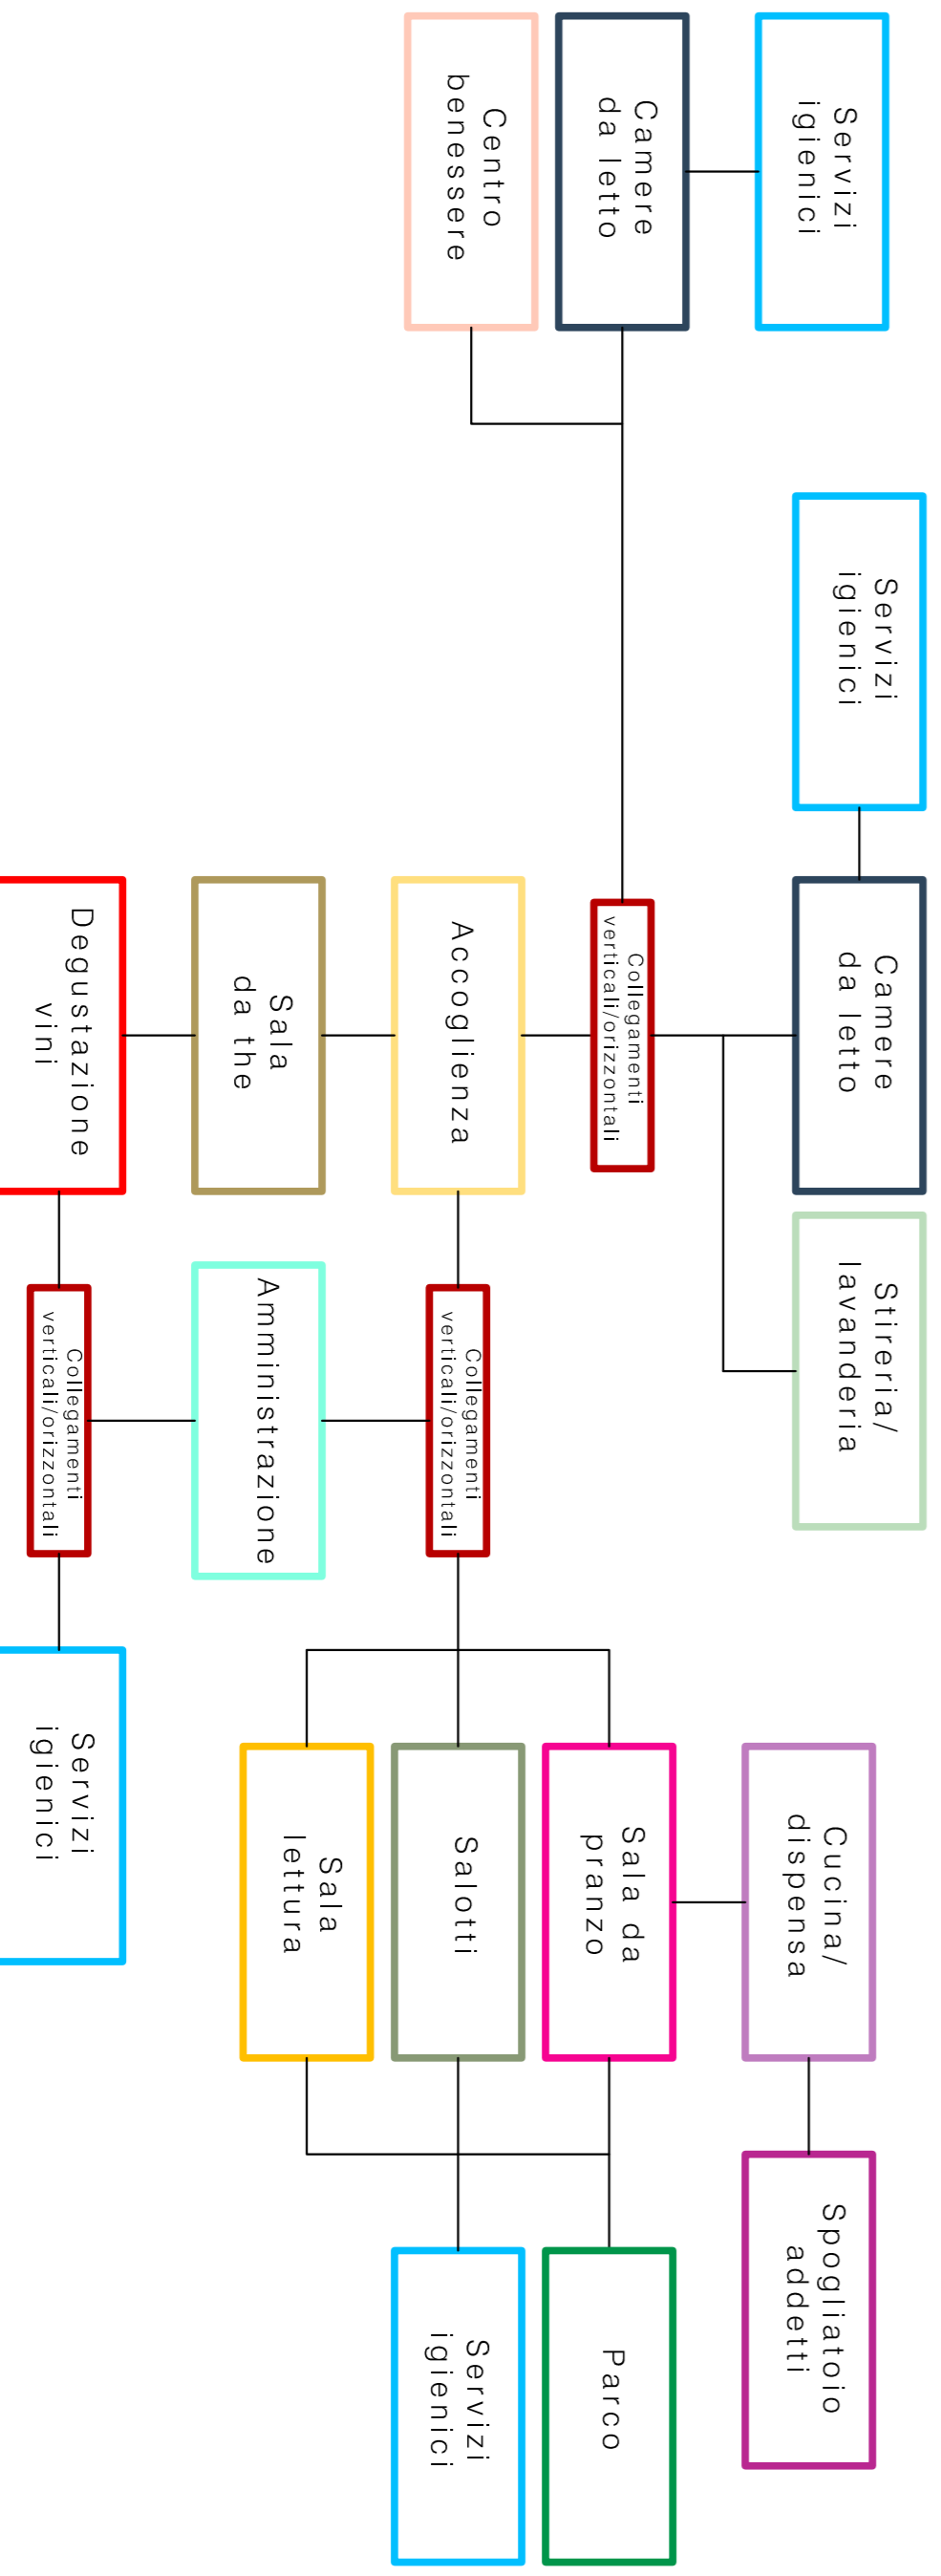 Servizi
igienici
Servizi
igienici
Camere
da letto
Stireria/
lavanderia
Cucina/
dispensa
Spogliatoio
addetti
Camere
da letto
Collegamenti
verticali/orizzontali
Sala da
pranzo
Parco
Centro
benessere
Accoglienza
Collegamenti
verticali/orizzontali
Salotti
Servizi
igienici
Sala
da the
Amministrazione
Sala
lettura
Degustazione
vini
Collegamenti
verticali/orizzontali
Servizi
igienici